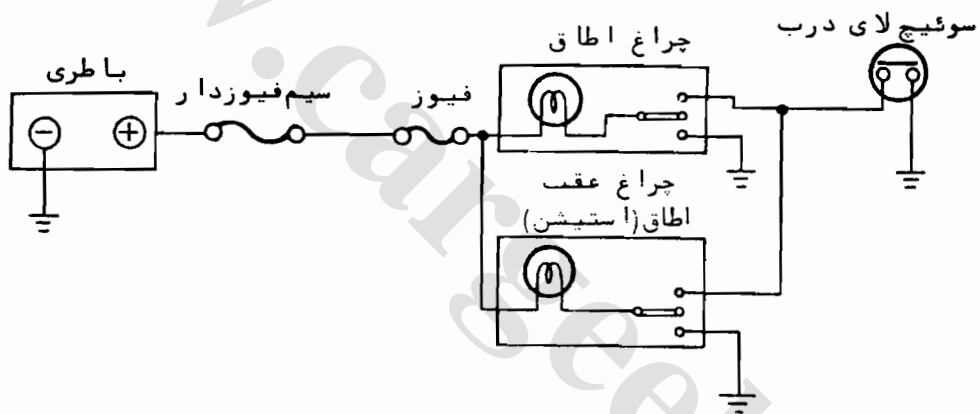 سوئیچ لای درب
چراغ اطاق
باطری
سیم‌فیوزدار
فیوز
چراغ عقب
اطاق(استیشن)